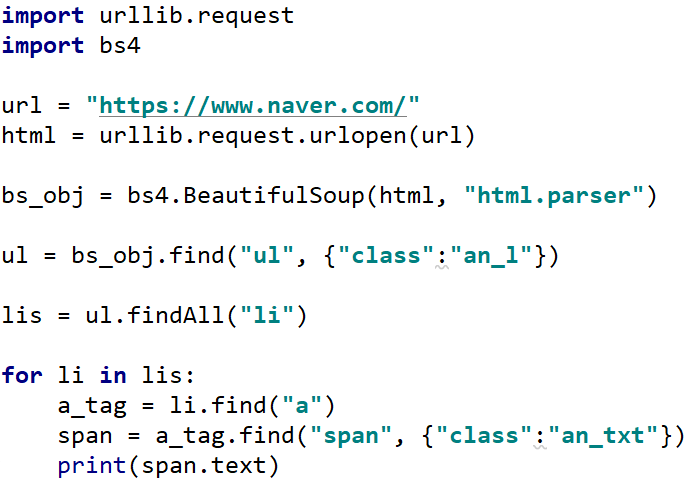 import urllib.request
import bs4
url = "https://www.naver.com/"
html = urllib.request.urlopen(url)
bs_obj = bs4.BeautifulSoup(html, "html.parser")
ul = bs_obj.find("ul", {"class":"an_l"})
lis = ul.findAll("li")
for li in lis:
    a_tag = li.find("a")
    span = a_tag.find("span", {"class":"an_txt"})
    print(span.text)